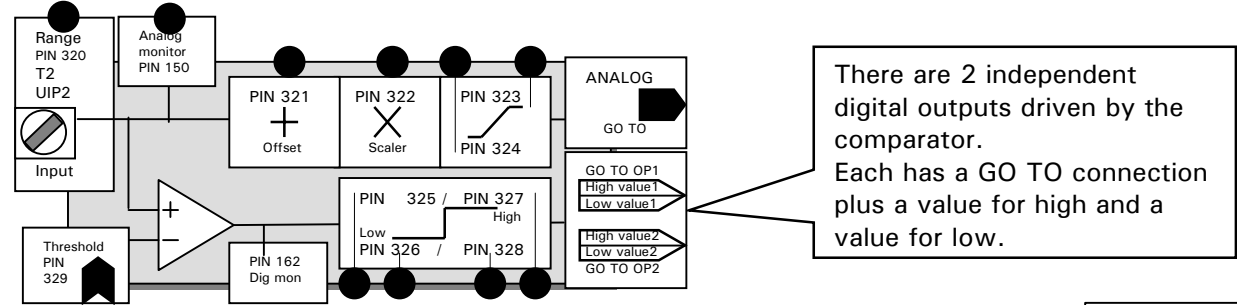 Range
PIN 320
T2
UIP2
Input
Analog
monitor
PIN 150
PIN 321
Offset
PIN 322
Scaler
PIN 323
PIN 324
ANALOG
GO TO
GO TO OP1
High value1
Low value1
High value2
Low value2
GO TO OP2
PIN 325 / PIN 327
High
Low
PIN 326 / PIN 328
Threshold
PIN
329
PIN 162
Dig mon
There are 2 independent
digital outputs driven by the
comparator.
Each has a GO TO connection
plus a value for high and a
value for low.